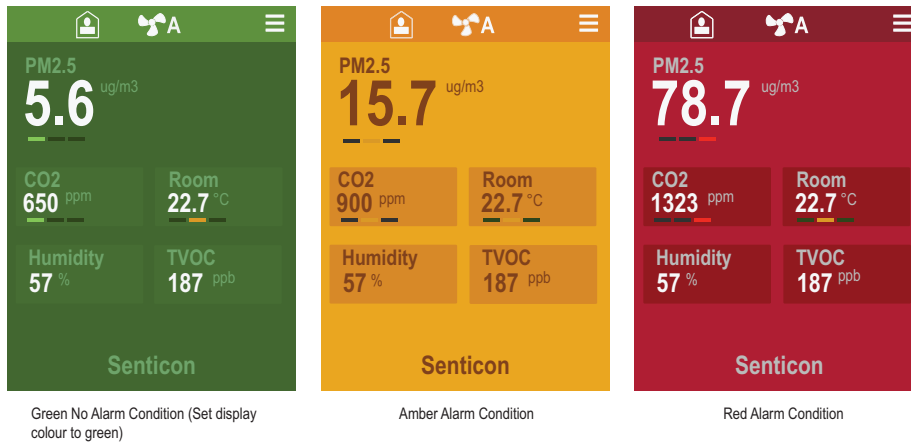 A
PM2.5
5.6 ug/m3
CO2
650 ppm
Room
22.7 °C
Humidity
57 %
TVOC
187 ppb
Senticon
Green No Alarm Condition (Set display
colour to green)
A
PM2.5
15.7 ug/m3
CO2
900 ppm
Room
22.7 °C
Humidity
57 %
TVOC
187 ppb
Senticon
Amber Alarm Condition
A
PM2.5
78.7 ug/m3
CO2
1323 ppm
Room
22.7 °C
Humidity
57 %
TVOC
187 ppb
Senticon
Red Alarm Condition